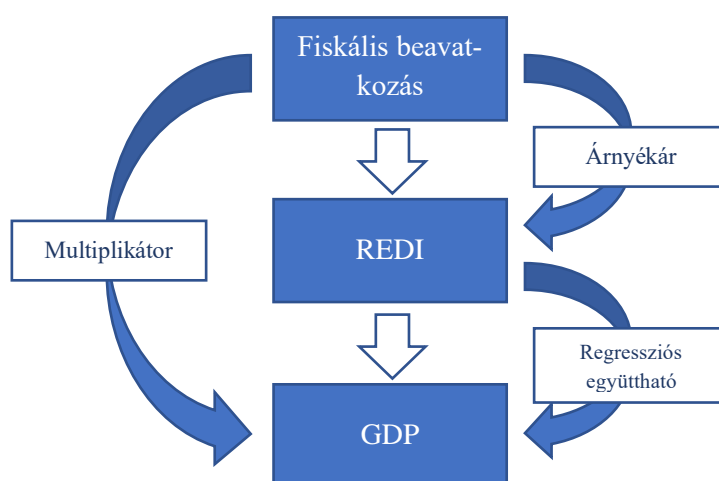 Fiskális beavat-
kozás
Árnyékár
Multiplikátor
REDI
Regressziós
együttható
GDP